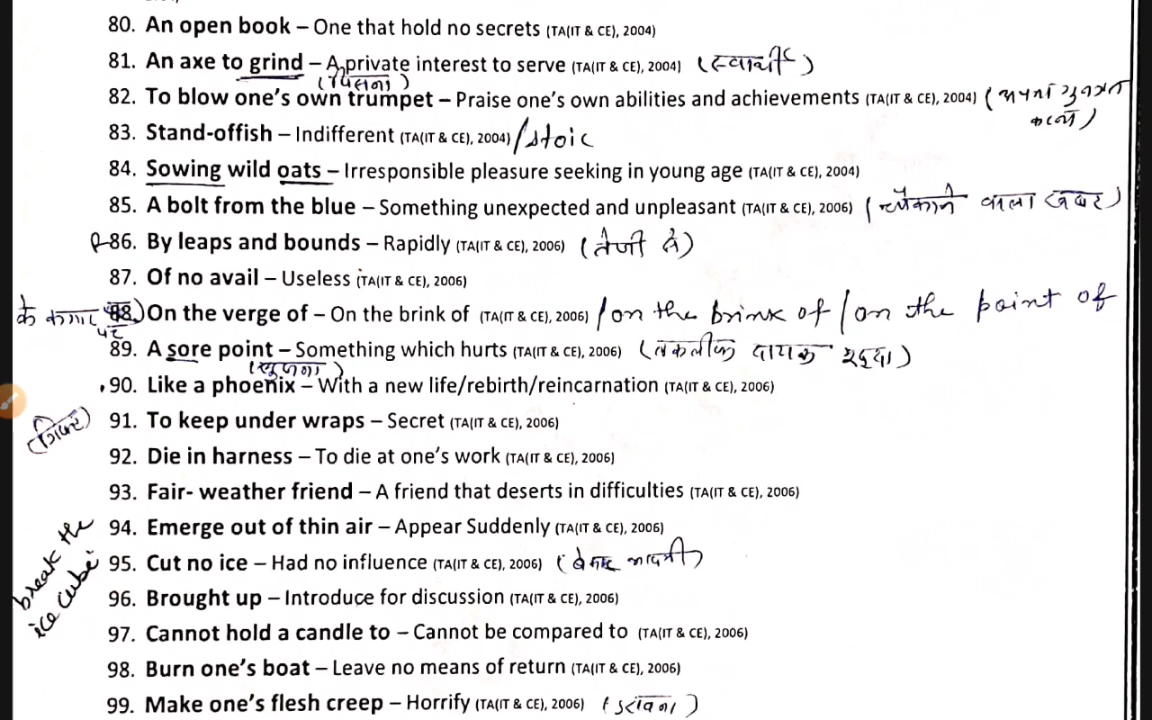 80. An open book – One that hold no secrets (TA(IT & CE), 2004)
81. An axe to grind – A private interest to serve (TA(IT & CE), 2004) (स्वार्थी)
(पिसना)
82. To blow one's own trumpet – Praise one's own abilities and achievements (TA(IT & CE), 2004) (अपना
83. Stand-offish – Indifferent (TA(IT & CE), 2004) /stoic
84. Sowing wild oats – Irresponsible pleasure seeking in young age (TA(IT & CE), 2004)
85. A bolt from the blue – Something unexpected and unpleasant (TA(IT & CE), 2006) (चौंकाने वाला खबर)
86. By leaps and bounds – Rapidly (TA(IT & CE), 2006) (तेजी से)
87. Of no avail – Useless (TA(IT & CE), 2006)
के कगार पर 88. On the verge of – On the brink of (TA(IT & CE), 2006) /on the brink of /on the point of
89. A sore point – Something which hurts (TA(IT & CE), 2006) (तकलीफ दायक
90. Like a phoenix – With a new life/rebirth/reincarnation (TA(IT & CE), 2006)
91. To keep under wraps – Secret (TA(IT & CE), 2006)
92. Die in harness – To die at one's work (TA(IT & CE), 2006)
93. Fair- weather friend – A friend that deserts in difficulties (TA(IT & CE), 2006)
94. Emerge out of thin air – Appear Suddenly (TA(IT & CE), 2006)
break the
ice cube
95. Cut no ice – Had no influence (TA(IT & CE), 2006)
96. Brought up – Introduce for discussion (TA(IT & CE), 2006)
97. Cannot hold a candle to – Cannot be compared to (TA(IT & CE), 2006)
98. Burn one's boat – Leave no means of return (TA(IT & CE), 2006)
99. Make one's flesh creep – Horrify (TA(IT & CE), 2006) (डरावना)